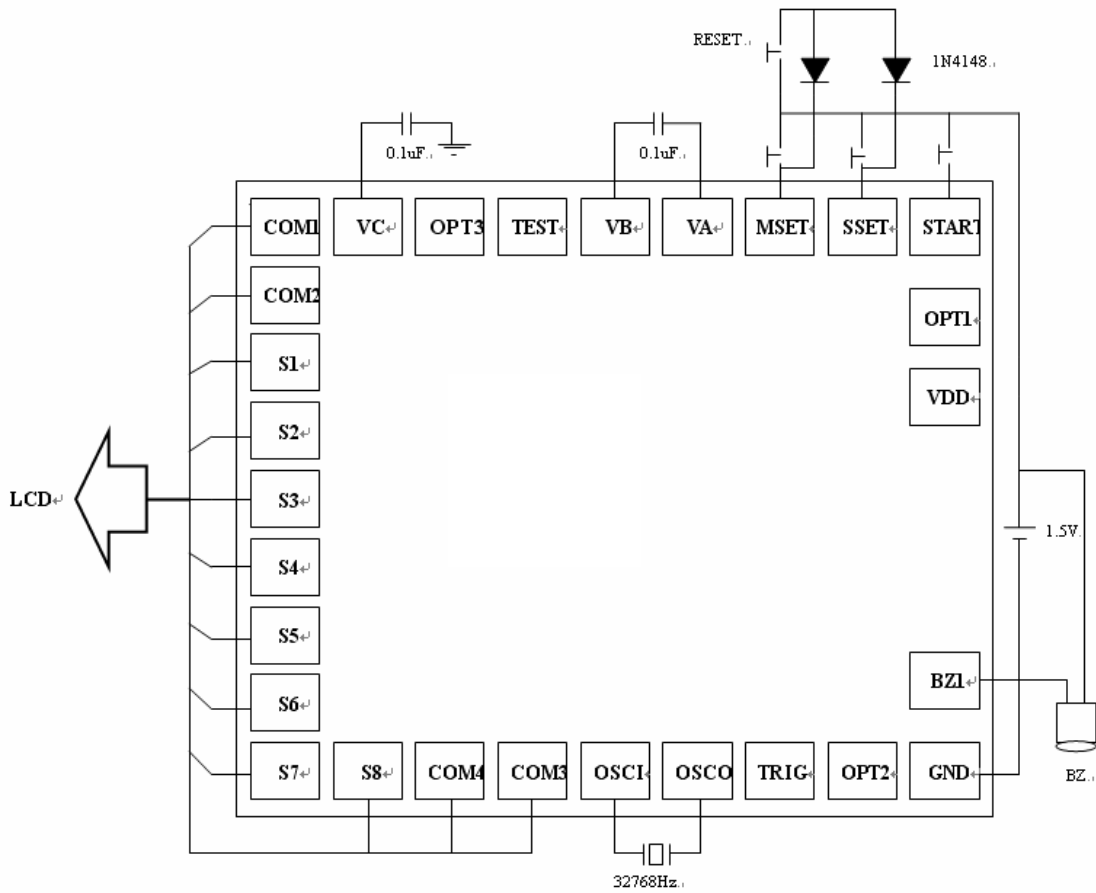 RESET
1N4148
0.1uF
0.1uF
COM1 VC OPT3 TEST VB VA MSET SSET START
COM2
OPT1
S1
VDD
S2
LCD
S3
1.5V
S4
S5
BZ1
S6
S7 S8 COM4 COM3 OSCI OSCO TRIG OPT2 GND
BZ
32768Hz